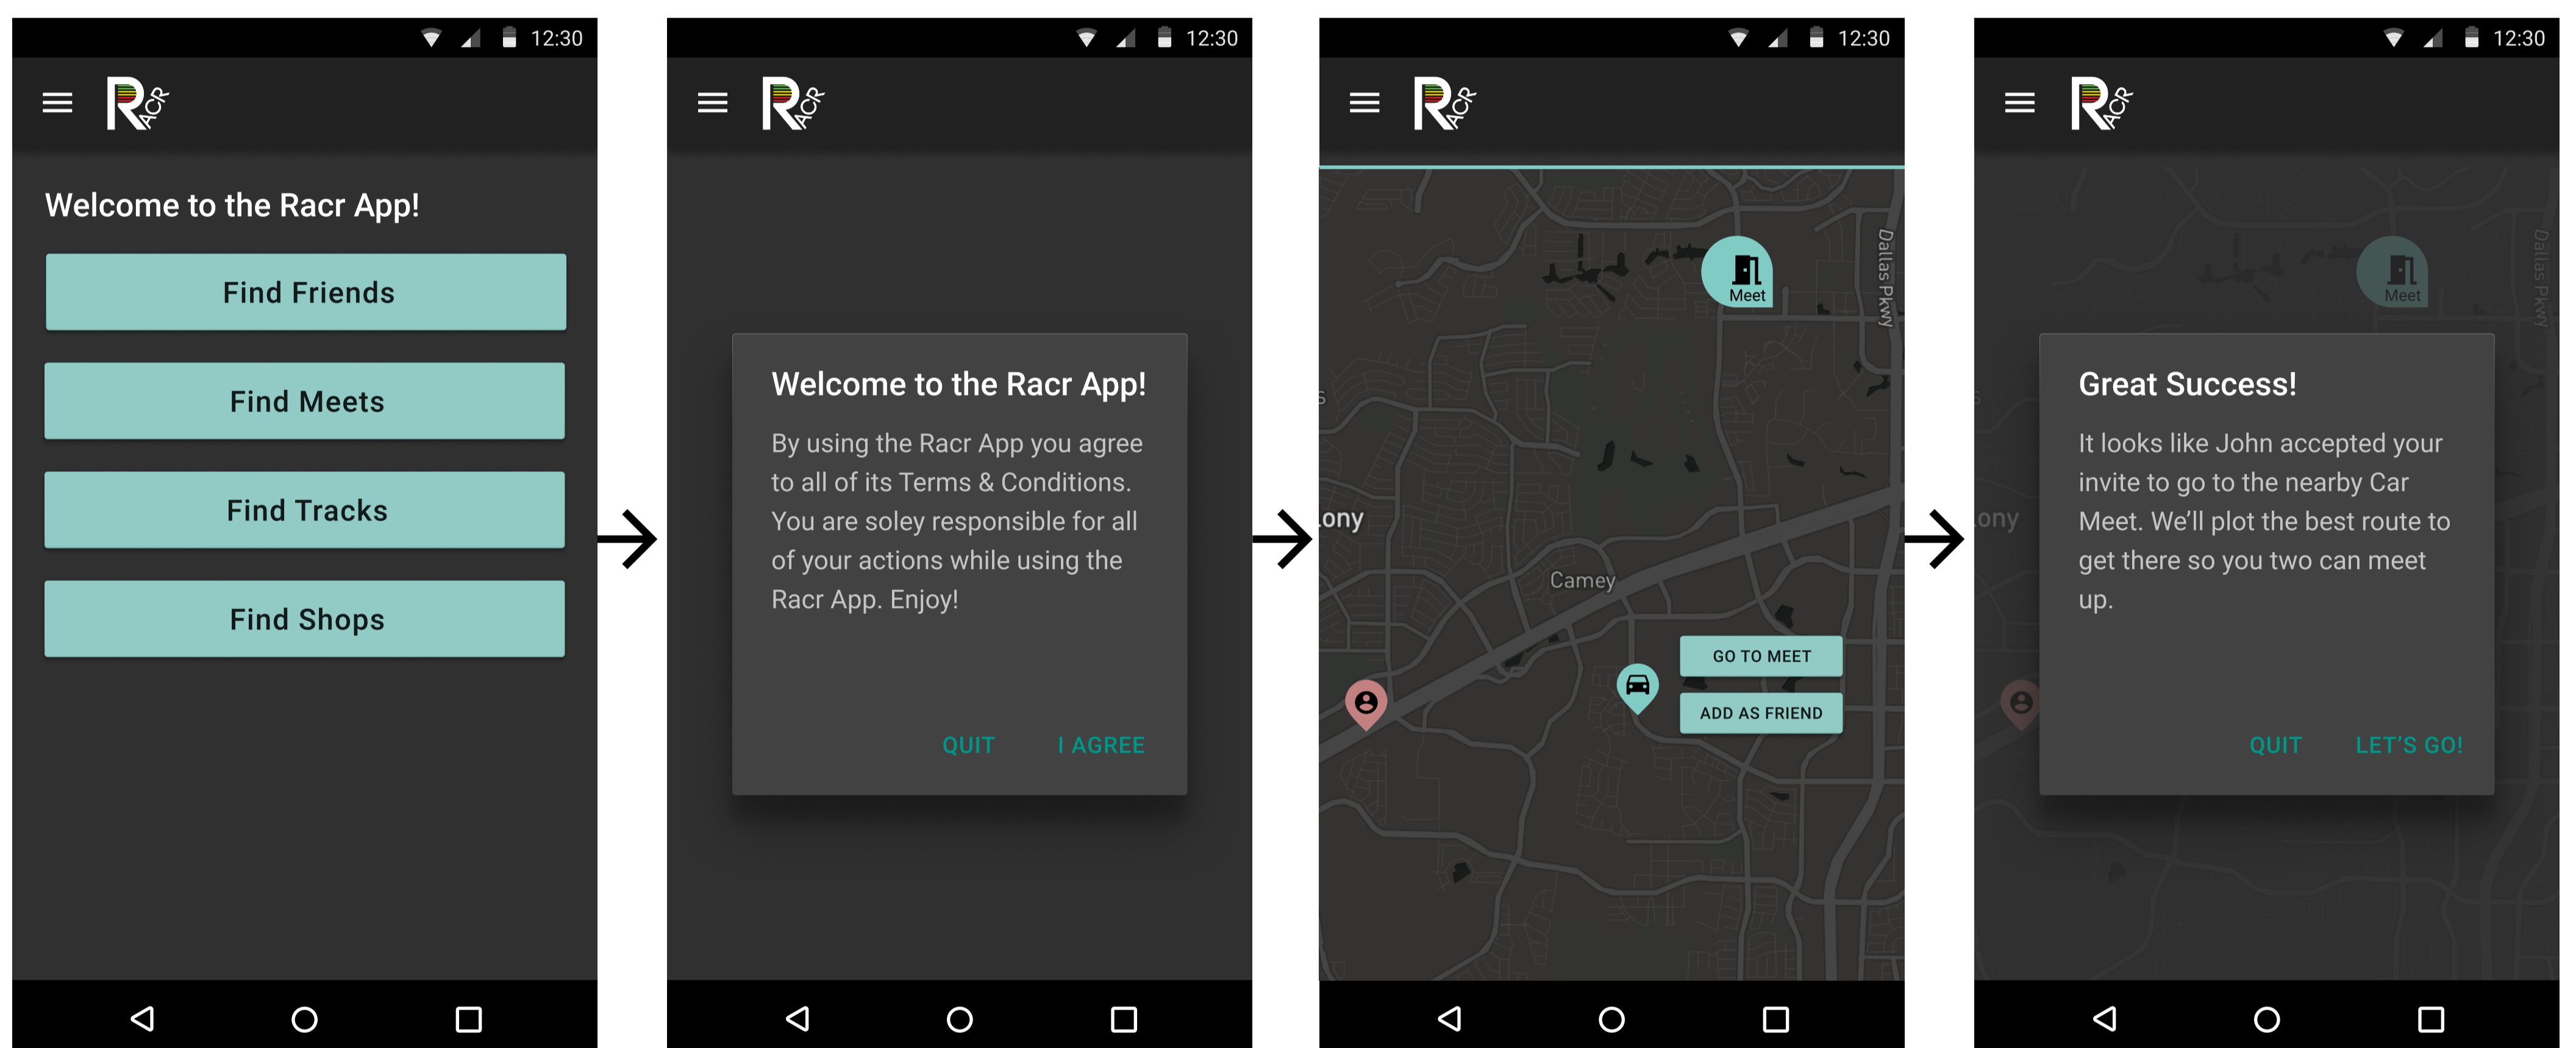 12:30
RACR
Welcome to the Racr App!
Find Friends
Find Meets
Find Tracks
Find Shops
12:30
RACR
Welcome to the Racr App!
By using the Racr App you agree
to all of its Terms & Conditions.
You are soley responsible for all
of your actions while using the
Racr App. Enjoy!
QUIT
I AGREE
12:30
RACR
Dallas Pkwy
Meet
s
ony
Camey
GO TO MEET
ADD AS FRIEND
12:30
RACR
Dallas Pkwy
Meet
Great Success!
It looks like John accepted your
invite to go to the nearby Car
Meet. We'll plot the best route to
get there so you two can meet
up.
s
ony
QUIT
LET'S GO!